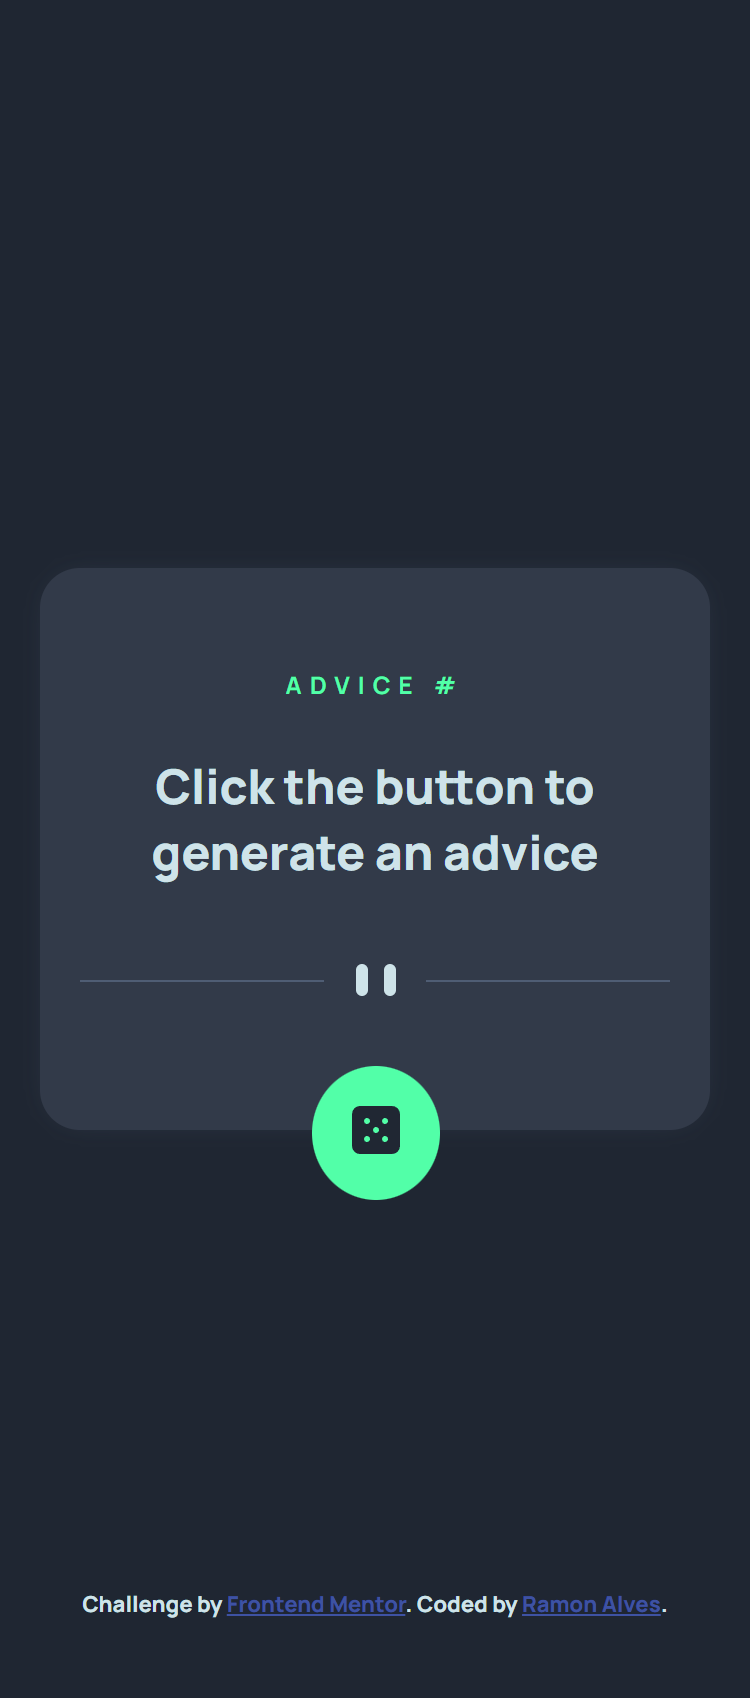 ADVICE #
Click the button to
generate an advice
Challenge by Frontend Mentor. Coded by Ramon Alves.